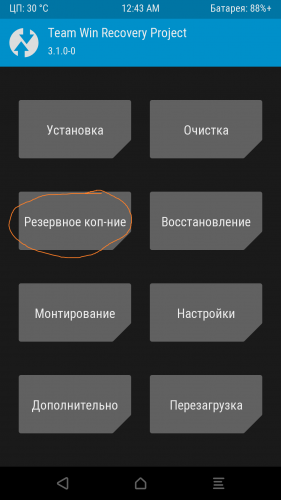 ЦП: 30 °C 12:43 AM Батарея: 88%+
Team Win Recovery Project
3.1.0-0
Установка Очистка
Резервное коп-ние Восстановление
Монтирование Настройки
Дополнительно Перезагрузка